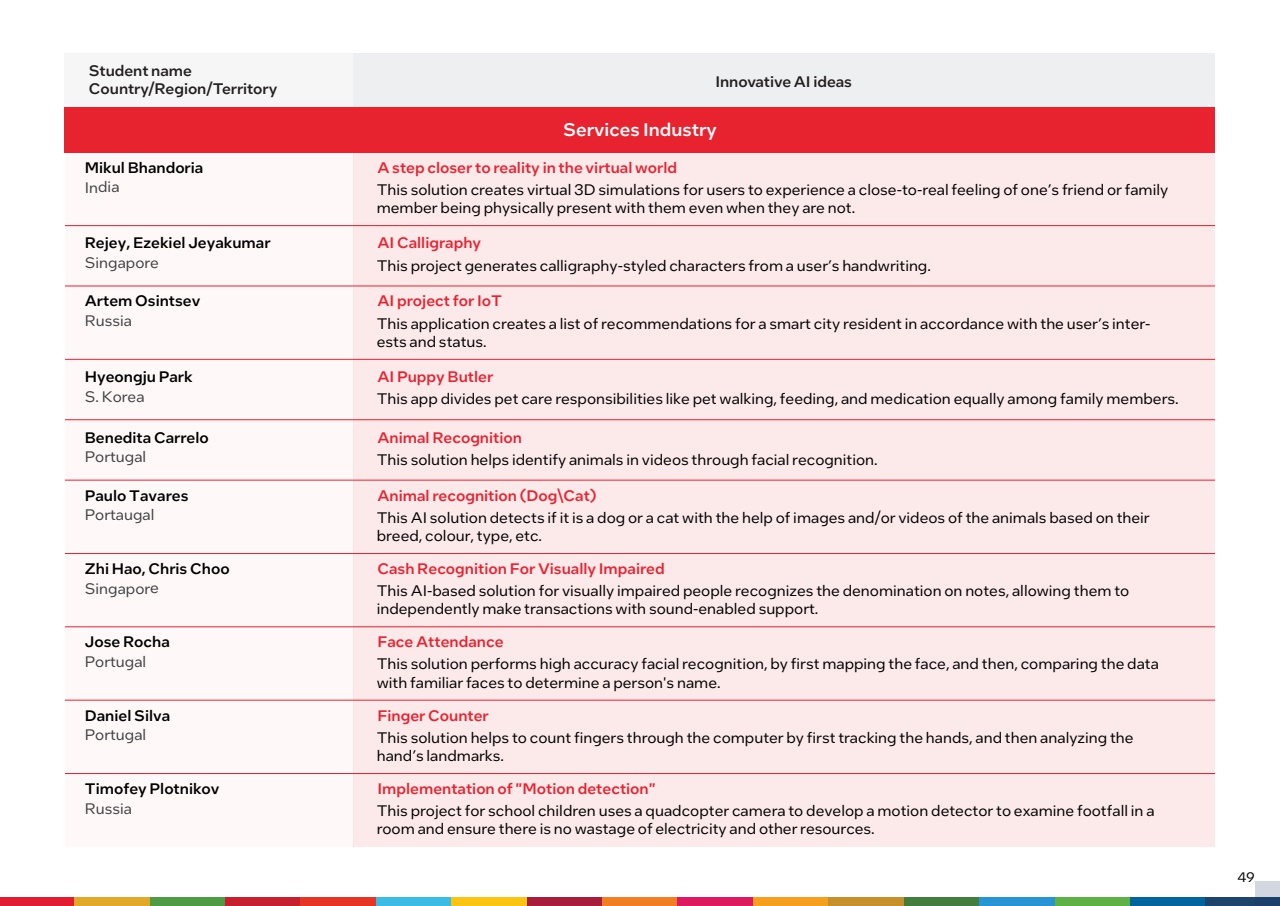 Student name
Country/Region/Territory
Innovative AI ideas
Services Industry
Mikul Bhandoria
India
A step closer to reality in the virtual world
This solution creates virtual 3D simulations for users to experience a close-to-real feeling of one's friend or family
member being physically present with them even when they are not.
Rejey, Ezekiel Jeyakumar
Singapore
AI Calligraphy
This project generates calligraphy-styled characters from a user's handwriting.
Artem Osintsev
Russia
AI project for IoT
This application creates a list of recommendations for a smart city resident in accordance with the user's inter-
ests and status.
Hyeongju Park
S. Korea
AI Puppy Butler
This app divides pet care responsibilities like pet walking, feeding, and medication equally among family members.
Benedita Carrelo
Portugal
Animal Recognition
This solution helps identify animals in videos through facial recognition.
Paulo Tavares
Portaugal
Animal recognition (Dog\Cat)
This AI solution detects if it is a dog or a cat with the help of images and/or videos of the animals based on their
breed, colour, type, etc.
Zhi Hao, Chris Choo
Singapore
Cash Recognition For Visually Impaired
This AI-based solution for visually impaired people recognizes the denomination on notes, allowing them to
independently make transactions with sound-enabled support.
Jose Rocha
Portugal
Face Attendance
This solution performs high accuracy facial recognition, by first mapping the face, and then, comparing the data
with familiar faces to determine a person's name.
Daniel Silva
Portugal
Finger Counter
This solution helps to count fingers through the computer by first tracking the hands, and then analyzing the
hand's landmarks.
Timofey Plotnikov
Russia
Implementation of "Motion detection"
This project for school children uses a quadcopter camera to develop a motion detector to examine footfall in a
room and ensure there is no wastage of electricity and other resources.
49